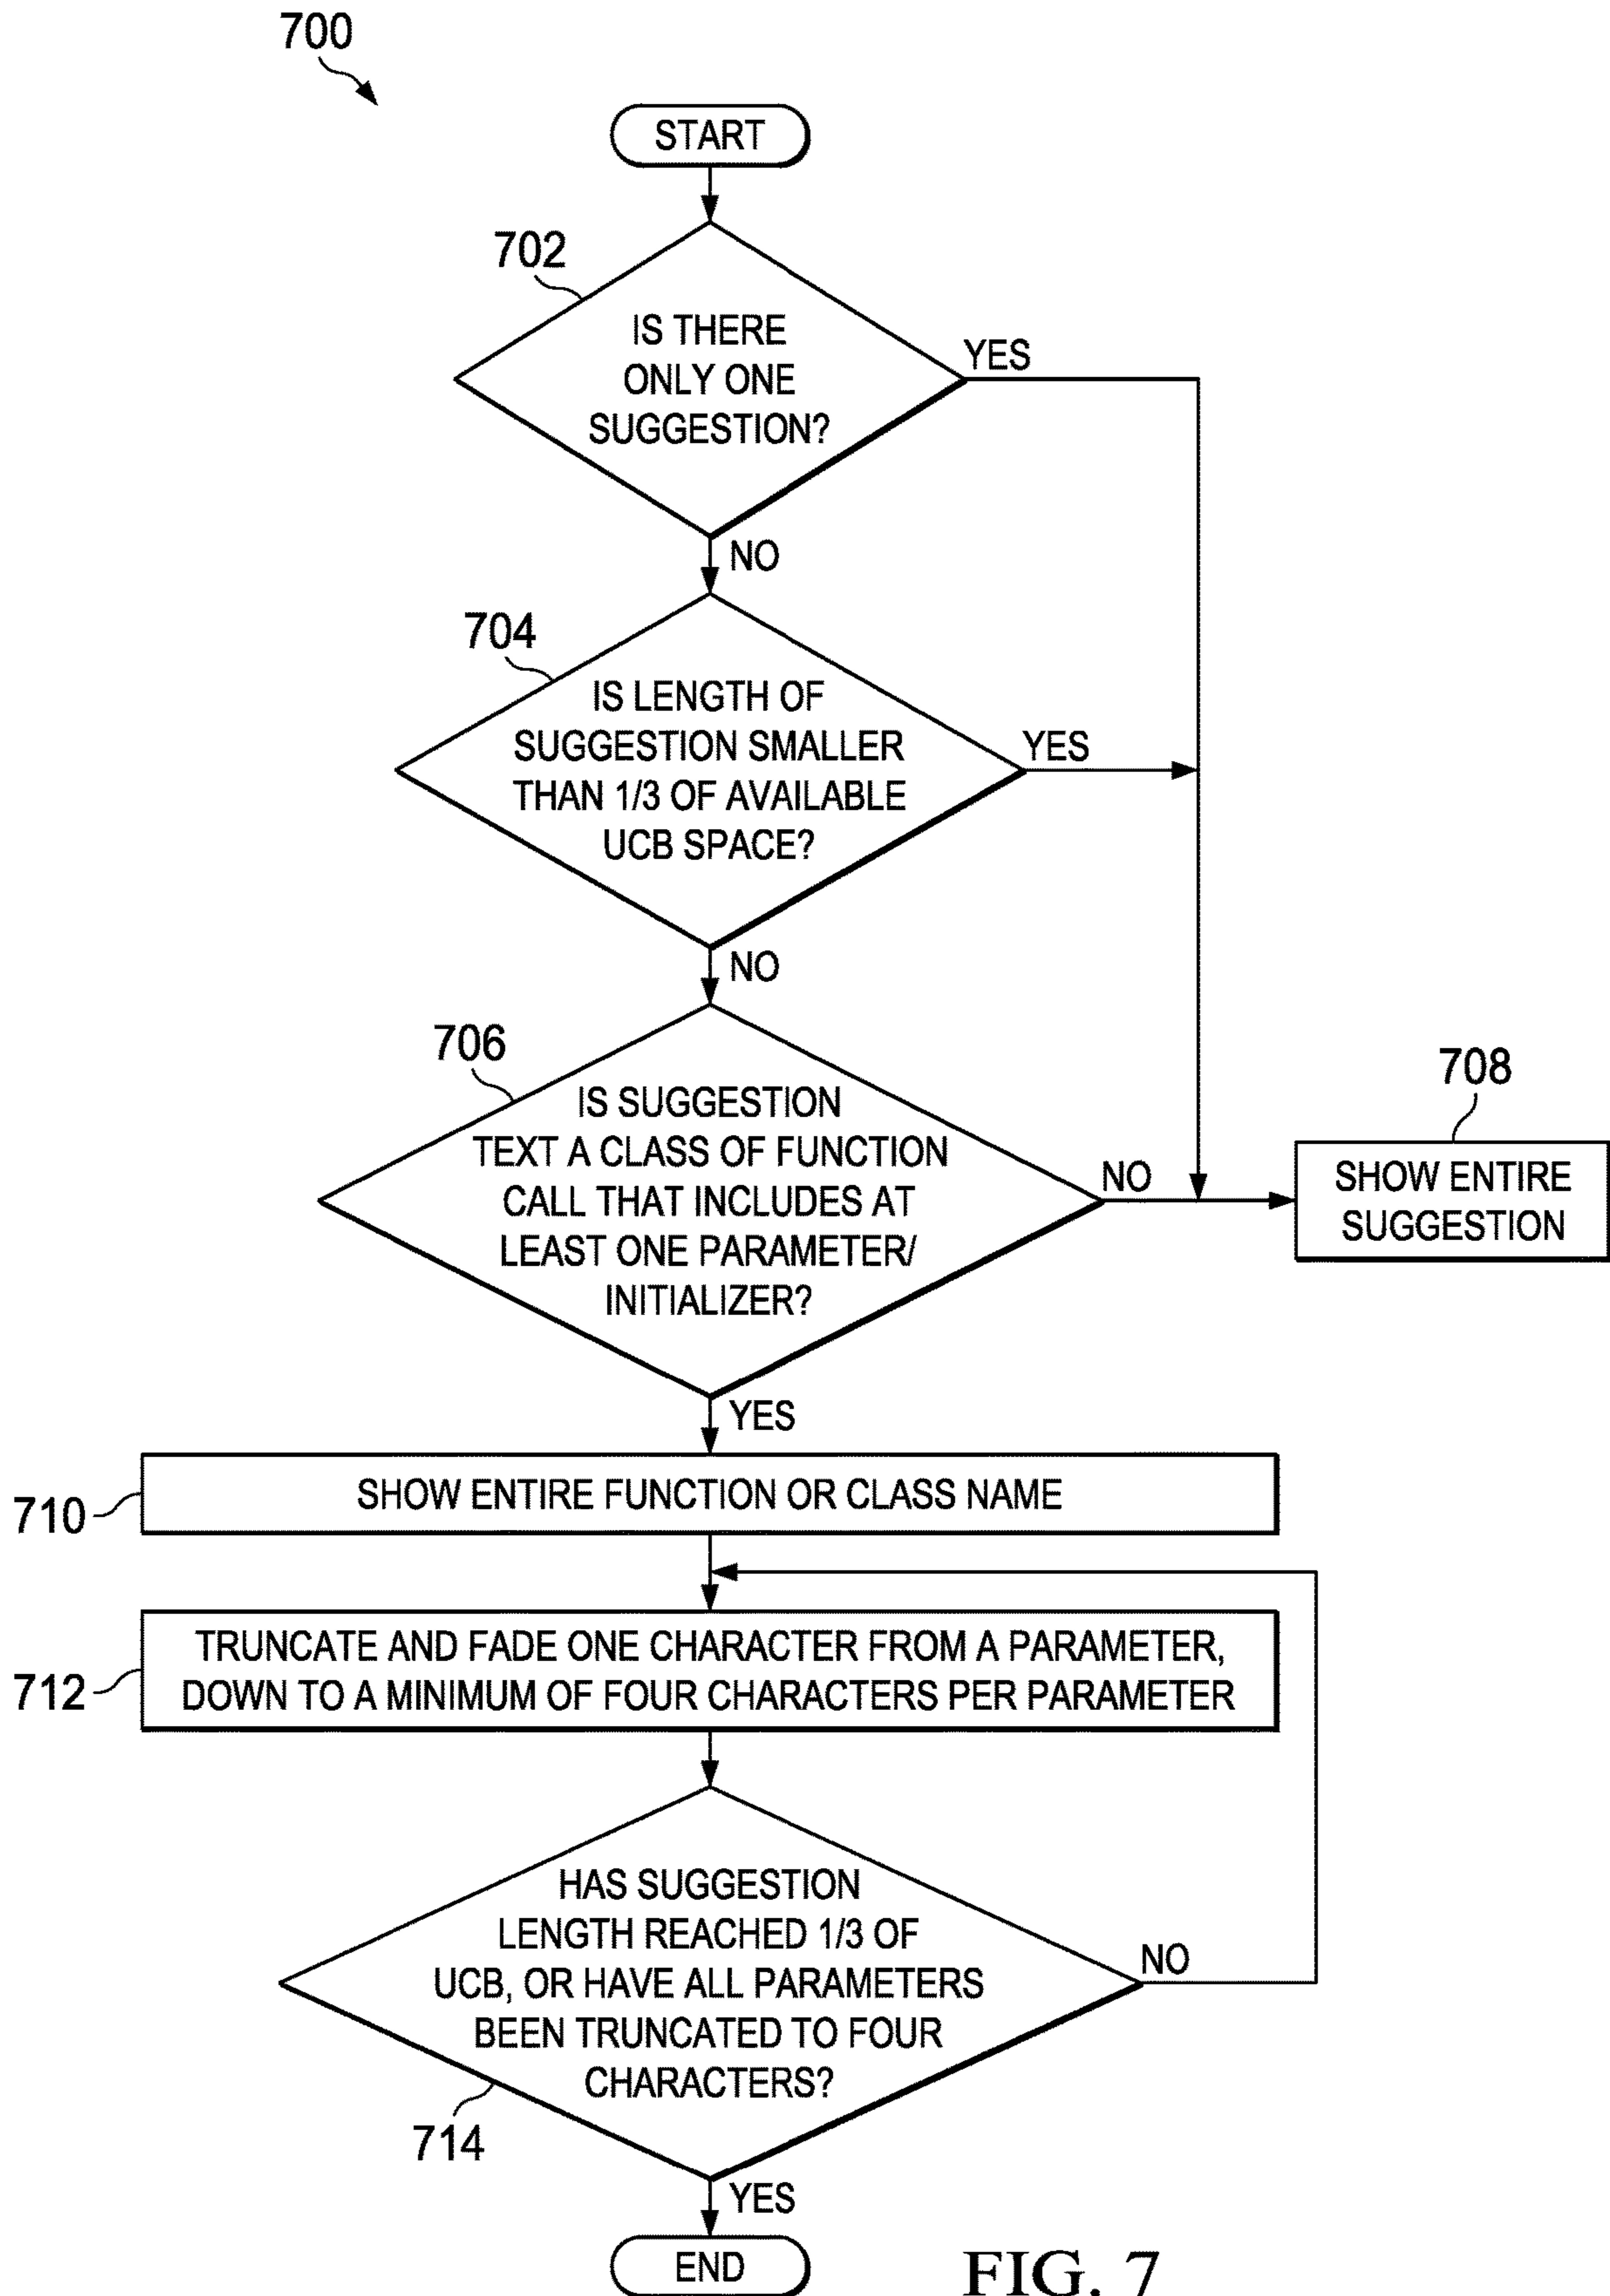 700
START
702
IS THERE
ONLY ONE
SUGGESTION?
YES
NO
704
IS LENGTH OF
SUGGESTION SMALLER
THAN 1/3 OF AVAILABLE
UCB SPACE?
YES
NO
706
IS SUGGESTION
TEXT A CLASS OF FUNCTION
CALL THAT INCLUDES AT
LEAST ONE PARAMETER/
INITIALIZER?
NO
708
SHOW ENTIRE
SUGGESTION
YES
710
SHOW ENTIRE FUNCTION OR CLASS NAME
712
TRUNCATE AND FADE ONE CHARACTER FROM A PARAMETER,
DOWN TO A MINIMUM OF FOUR CHARACTERS PER PARAMETER
HAS SUGGESTION
LENGTH REACHED 1/3 OF
UCB, OR HAVE ALL PARAMETERS
BEEN TRUNCATED TO FOUR
CHARACTERS?
NO
714
YES
END
FIG. 7